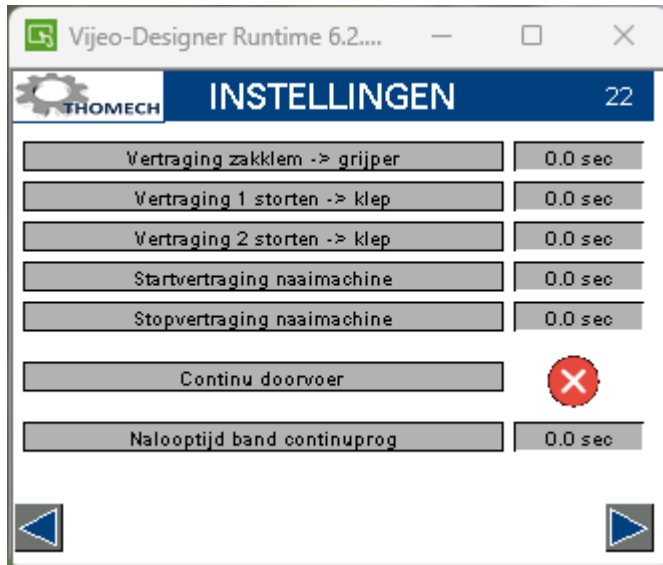 Vijeo-Designer Runtime 6.2....
THOMECH
INSTELLINGEN
22
Vertraging zakklem -> grijper 0.0 sec
Vertraging 1 storten -> klep 0.0 sec
Vertraging 2 storten -> klep 0.0 sec
Startvertraging naaimachine 0.0 sec
Stopvertraging naaimachine 0.0 sec
Continu doorvoer
Nalooptijd band continuprog 0.0 sec